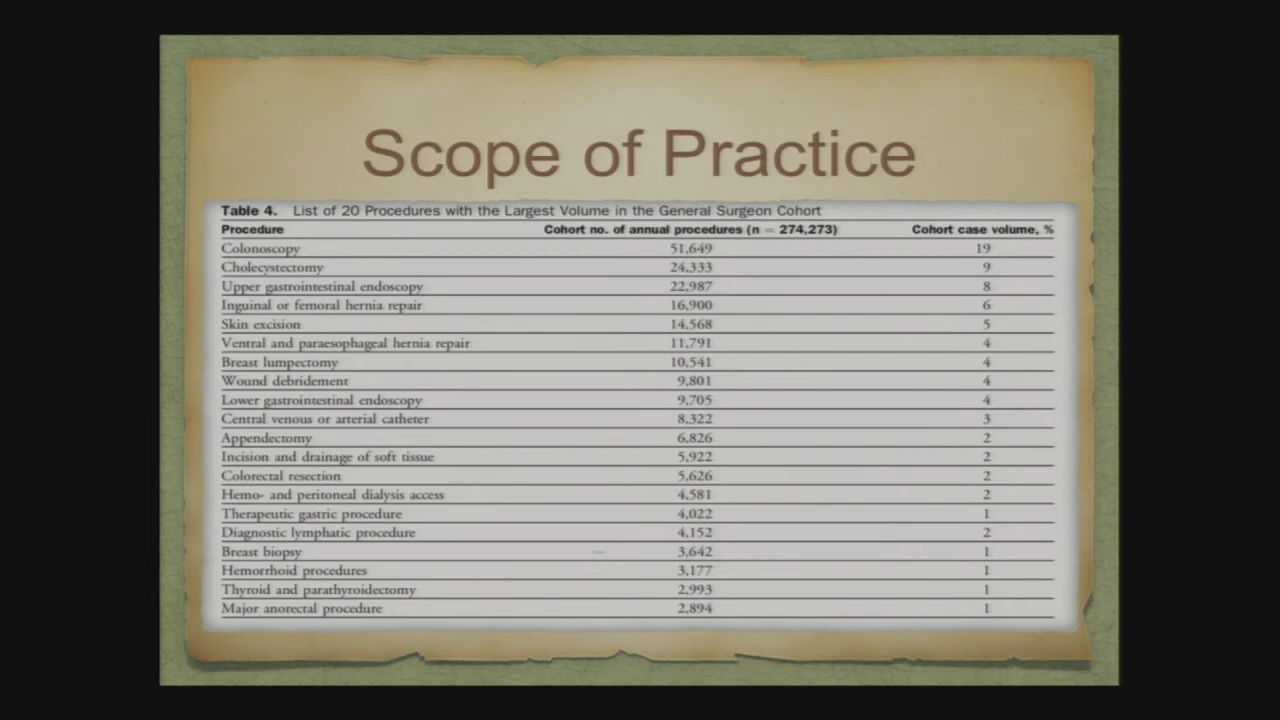 Scope of Practice
Table 4. List of 20 Procedures with the Largest Volume in the General Surgeon Cohort
Procedure Cohort no. of annual procedures (n = 274,273) Cohort case volume, %
Colonoscopy 51,649 19
Cholecystectomy 24,333 9
Upper gastrointestinal endoscopy 22,987 8
Inguinal or femoral hernia repair 16,900 6
Skin excision 14,568 5
Ventral and paraesophageal hernia repair 11,791 4
Breast lumpectomy 10,541 4
Wound debridement 9,801 4
Lower gastrointestinal endoscopy 9,705 4
Central venous or arterial catheter 8,322 3
Appendectomy 6,826 2
Incision and drainage of soft tissue 5,922 2
Colorectal resection 5,626 2
Hemo- and peritoneal dialysis access 4,581 2
Therapeutic gastric procedure 4,022 1
Diagnostic lymphatic procedure 4,152 2
Breast biopsy 3,642 1
Hemorrhoid procedures 3,177 1
Thyroid and parathyroidectomy 2,993 1
Major anorectal procedure 2,894 1